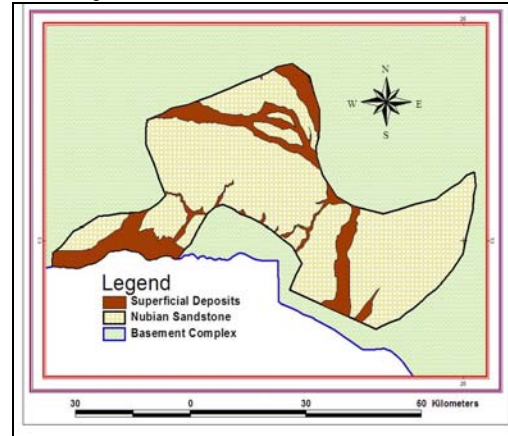 N
W E
S
Legend
Superficial Deposits
Nubian Sandstone
Basement Complex
30 0 30 60 Kilometers